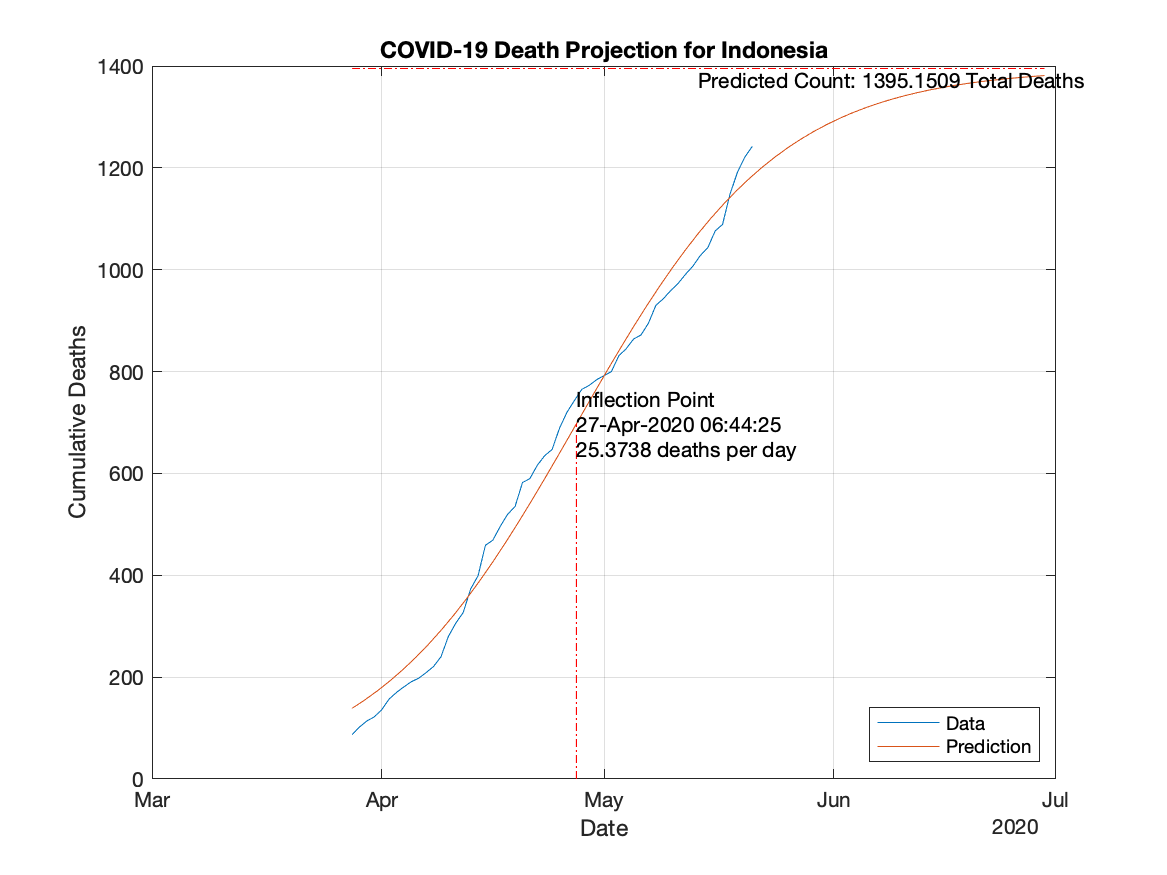 COVID-19 Death Projection for Indonesia
1400
Predicted Count: 1395.1509 Total Deaths
1200
1000
800
Inflection Point
27-Apr-2020 06:44:25
25.3738 deaths per day
600
400
200
0
Cumulative Deaths
Data
Prediction
Mar Apr May Jun Jul
Date
2020